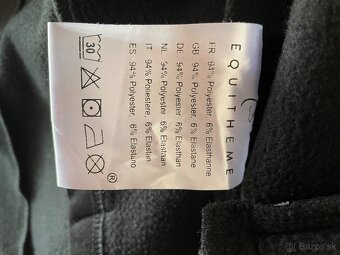 EQUITHEME
FR: 94% Polyester, 6% Elasthanne
GB: 94% Polyester, 6% Elastane
DE: 94% Polyester, 6% Elasthan
NL: 94% Polyester, 6% Elastaan
IT: 94% Poliestere, 6% Elastan
ES: 94% Polyester, 6% Elastano
30
®
Bazos.sk